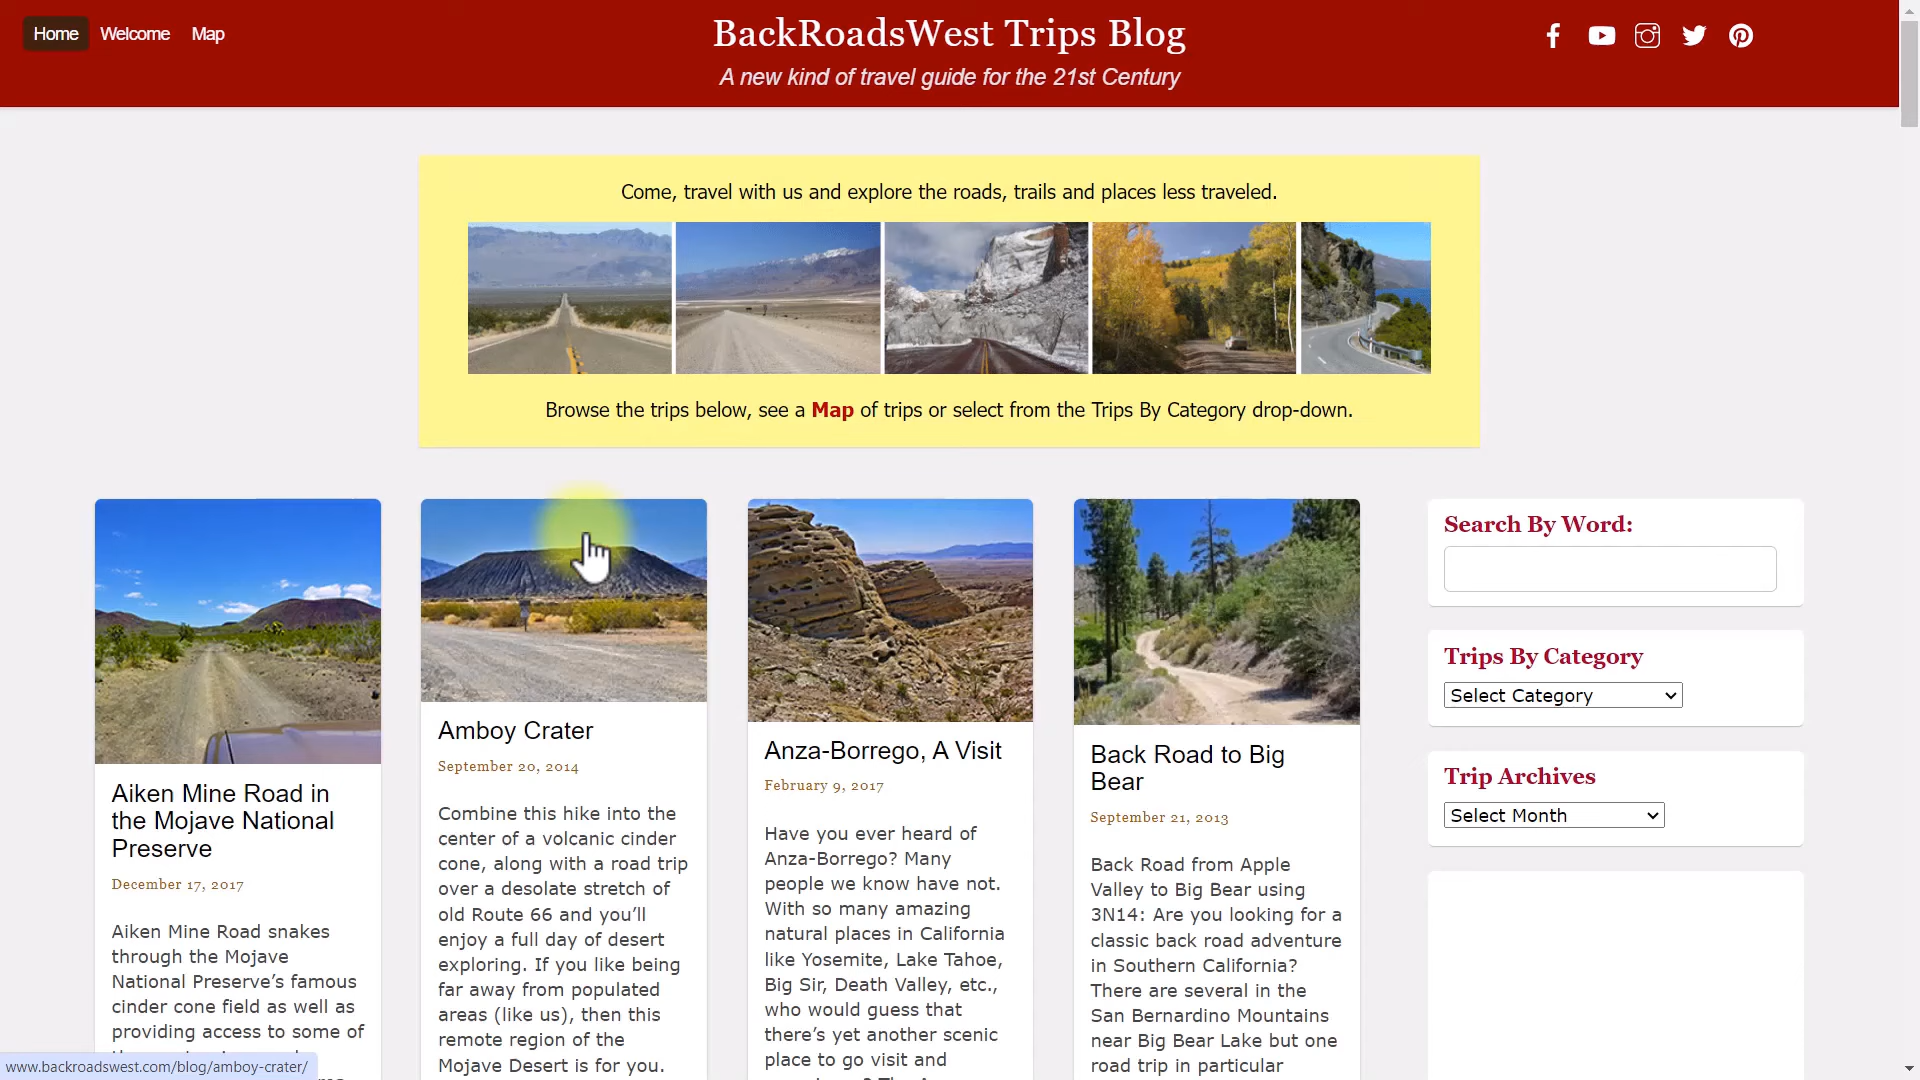 Home Welcome Map
BackRoadsWest Trips Blog
A new kind of travel guide for the 21st Century
Come, travel with us and explore the roads, trails and places less traveled.
Browse the trips below, see a Map of trips or select from the Trips By Category drop-down.
Aiken Mine Road in
the Mojave National
Preserve
December 17, 2017
Aiken Mine Road snakes
through the Mojave
National Preserve’s famous
cinder cone field as well as
providing access to some of
Amboy Crater
September 20, 2014
Combine this hike into the
center of a volcanic cinder
cone, along with a road trip
over a desolate stretch of
old Route 66 and you’ll
enjoy a full day of desert
exploring. If you like being
far away from populated
areas (like us), then this
remote region of the
Mojave Desert is for you.
Anza-Borrego, A Visit
February 9, 2017
Have you ever heard of
Anza-Borrego? Many
people we know have not.
With so many amazing
natural places in California
like Yosemite, Lake Tahoe,
Big Sir, Death Valley, etc.,
who would guess that
there’s yet another scenic
place to go visit and
Back Road to Big
Bear
September 21, 2013
Back Road from Apple
Valley to Big Bear using
3N14: Are you looking for a
classic back road adventure
in Southern California?
There are several in the
San Bernardino Mountains
near Big Bear Lake but one
road trip in particular
Search By Word:
Trips By Category
Select Category
Trip Archives
Select Month
www.backroadswest.com/blog/amboy-crater/